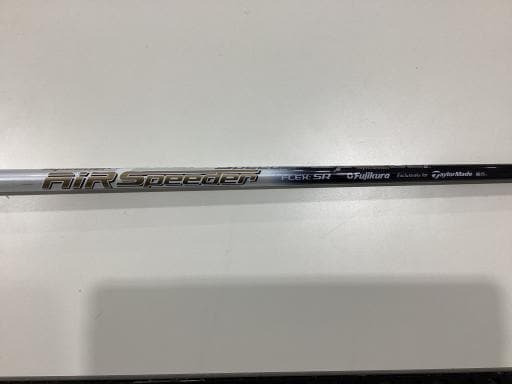 AiR Speeder FLEX: SR Fujikura Exclusively for TaylorMade